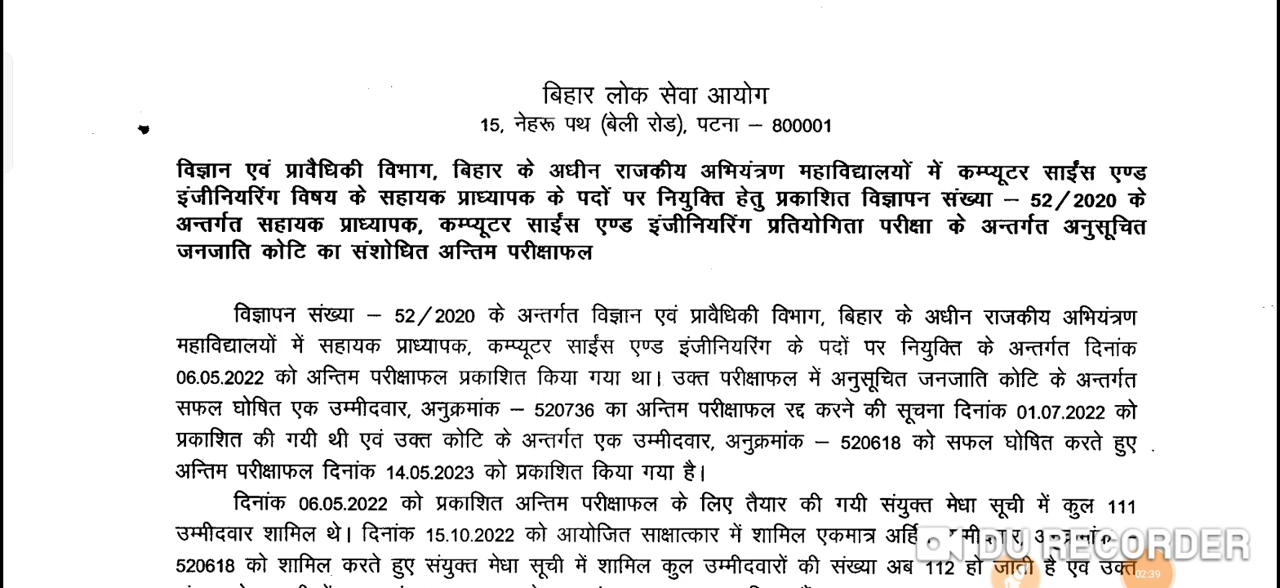 बिहार लोक सेवा आयोग
15, नेहरू पथ (बेली रोड), पटना – 800001
विज्ञान एवं प्रावैधिकी विभाग, बिहार के अधीन राजकीय अभियंत्रण महाविद्यालयों में कम्प्यूटर साईंस एण्ड
इंजीनियरिंग विषय के सहायक प्राध्यापक के पदों पर नियुक्ति हेतु प्रकाशित विज्ञापन संख्या – 52/2020 के
अन्तर्गत सहायक प्राध्यापक, कम्प्यूटर साईंस एण्ड इंजीनियरिंग प्रतियोगिता परीक्षा के अन्तर्गत अनुसूचित
जनजाति कोटि का संशोधित अन्तिम परीक्षाफल
विज्ञापन संख्या – 52/2020 के अन्तर्गत विज्ञान एवं प्रावैधिकी विभाग, बिहार के अधीन राजकीय अभियंत्रण
महाविद्यालयों में सहायक प्राध्यापक, कम्प्यूटर साईंस एण्ड इंजीनियरिंग के पदों पर नियुक्ति के अन्तर्गत दिनांक
06.05.2022 को अन्तिम परीक्षाफल प्रकाशित किया गया था। उक्त परीक्षाफल में अनुसूचित जनजाति कोटि के अन्तर्गत
सफल घोषित एक उम्मीदवार, अनुक्रमांक – 520736 का अन्तिम परीक्षाफल रद्द करने की सूचना दिनांक 01.07.2022 को
प्रकाशित की गयी थी एवं उक्त कोटि के अन्तर्गत एक उम्मीदवार, अनुक्रमांक – 520618 को सफल घोषित करते हुए
अन्तिम परीक्षाफल दिनांक 14.05.2023 को प्रकाशित किया गया है।
दिनांक 06.05.2022 को प्रकाशित अन्तिम परीक्षाफल के लिए तैयार की गयी संयुक्त मेधा सूची में कुल 111
उम्मीदवार शामिल थे। दिनांक 15.10.2022 को आयोजित साक्षात्कार में शामिल एकमात्र
DU RECORDER
520618 को शामिल करते हुए संयुक्त मेधा सूची में शामिल कुल उम्मीदवारों की संख्या अब 112 हो जाती है एवं उक्त
02:39